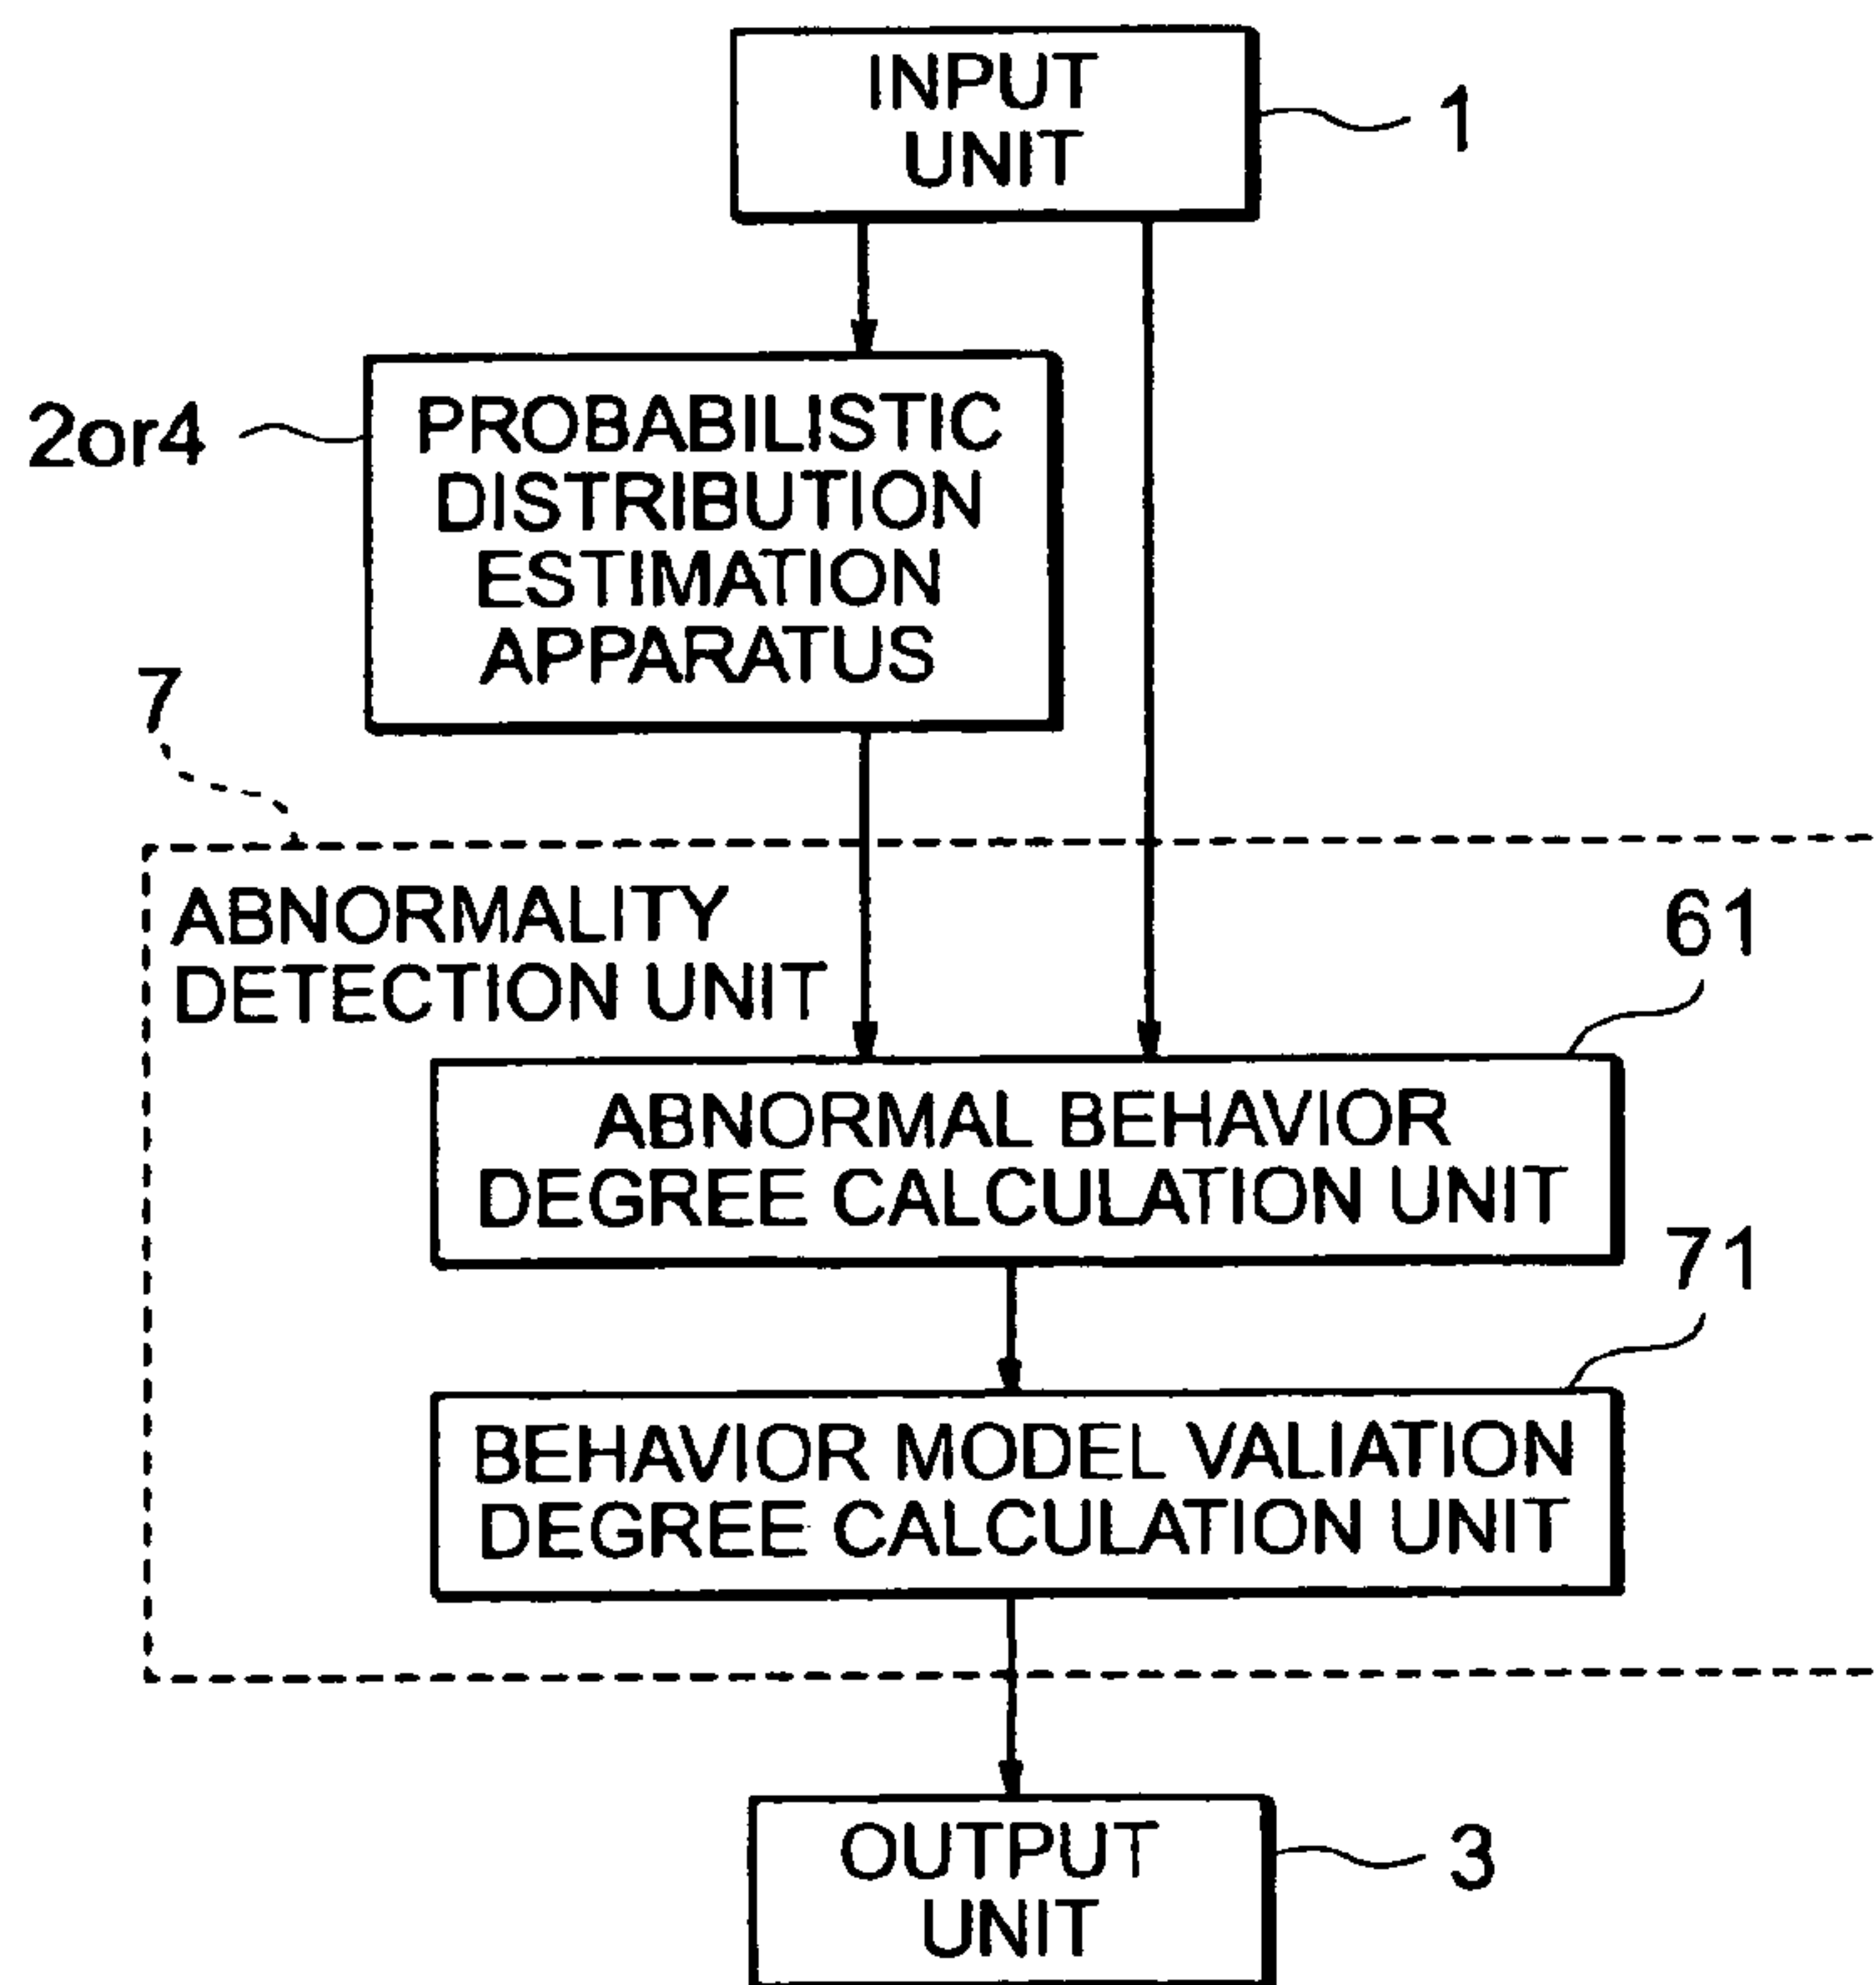 INPUT
UNIT
1
2or4
PROBABILISTIC
DISTRIBUTION
ESTIMATION
APPARATUS
7
ABNORMALITY
DETECTION UNIT
61
ABNORMAL BEHAVIOR
DEGREE CALCULATION UNIT
71
BEHAVIOR MODEL VALIATION
DEGREE CALCULATION UNIT
OUTPUT
UNIT
3